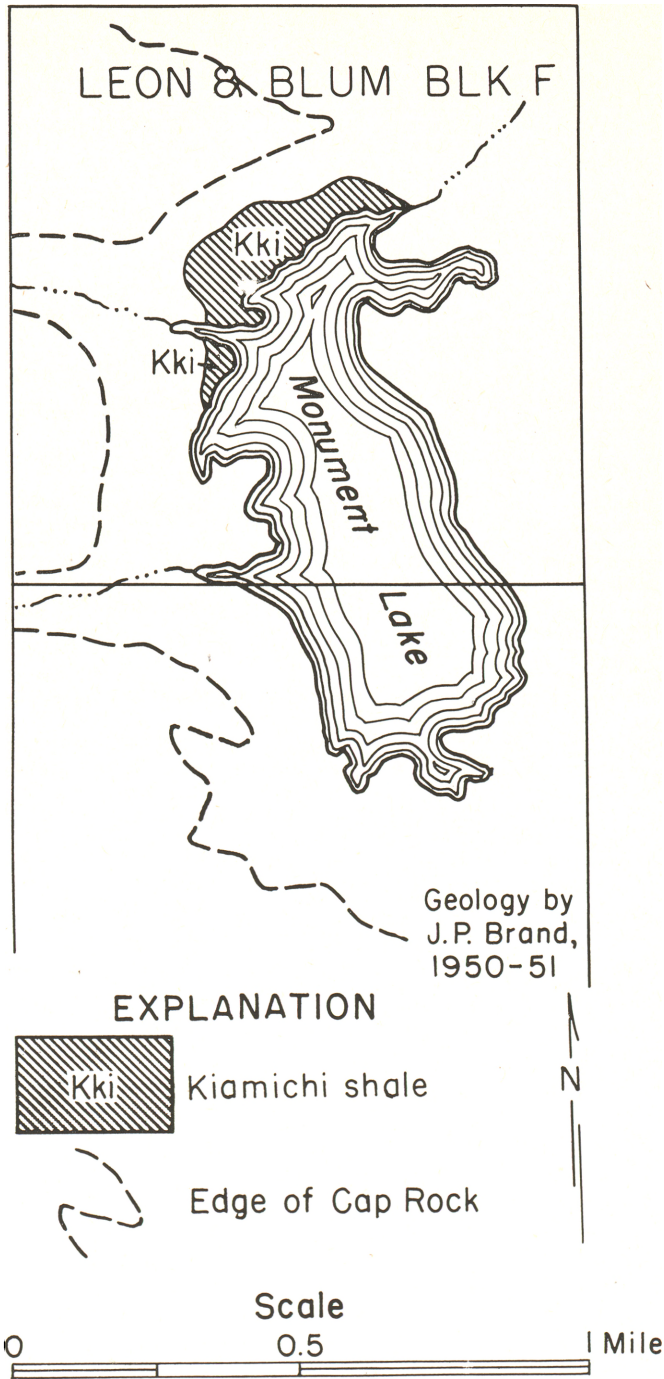 LEON & BLUM BLK F
Kki
Kki
Monument
Lake
Geology by
J.P. Brand,
1950-51
EXPLANATION
Kki Kiamichi shale
N
Edge of Cap Rock
Scale
0 0.5 1 Mile